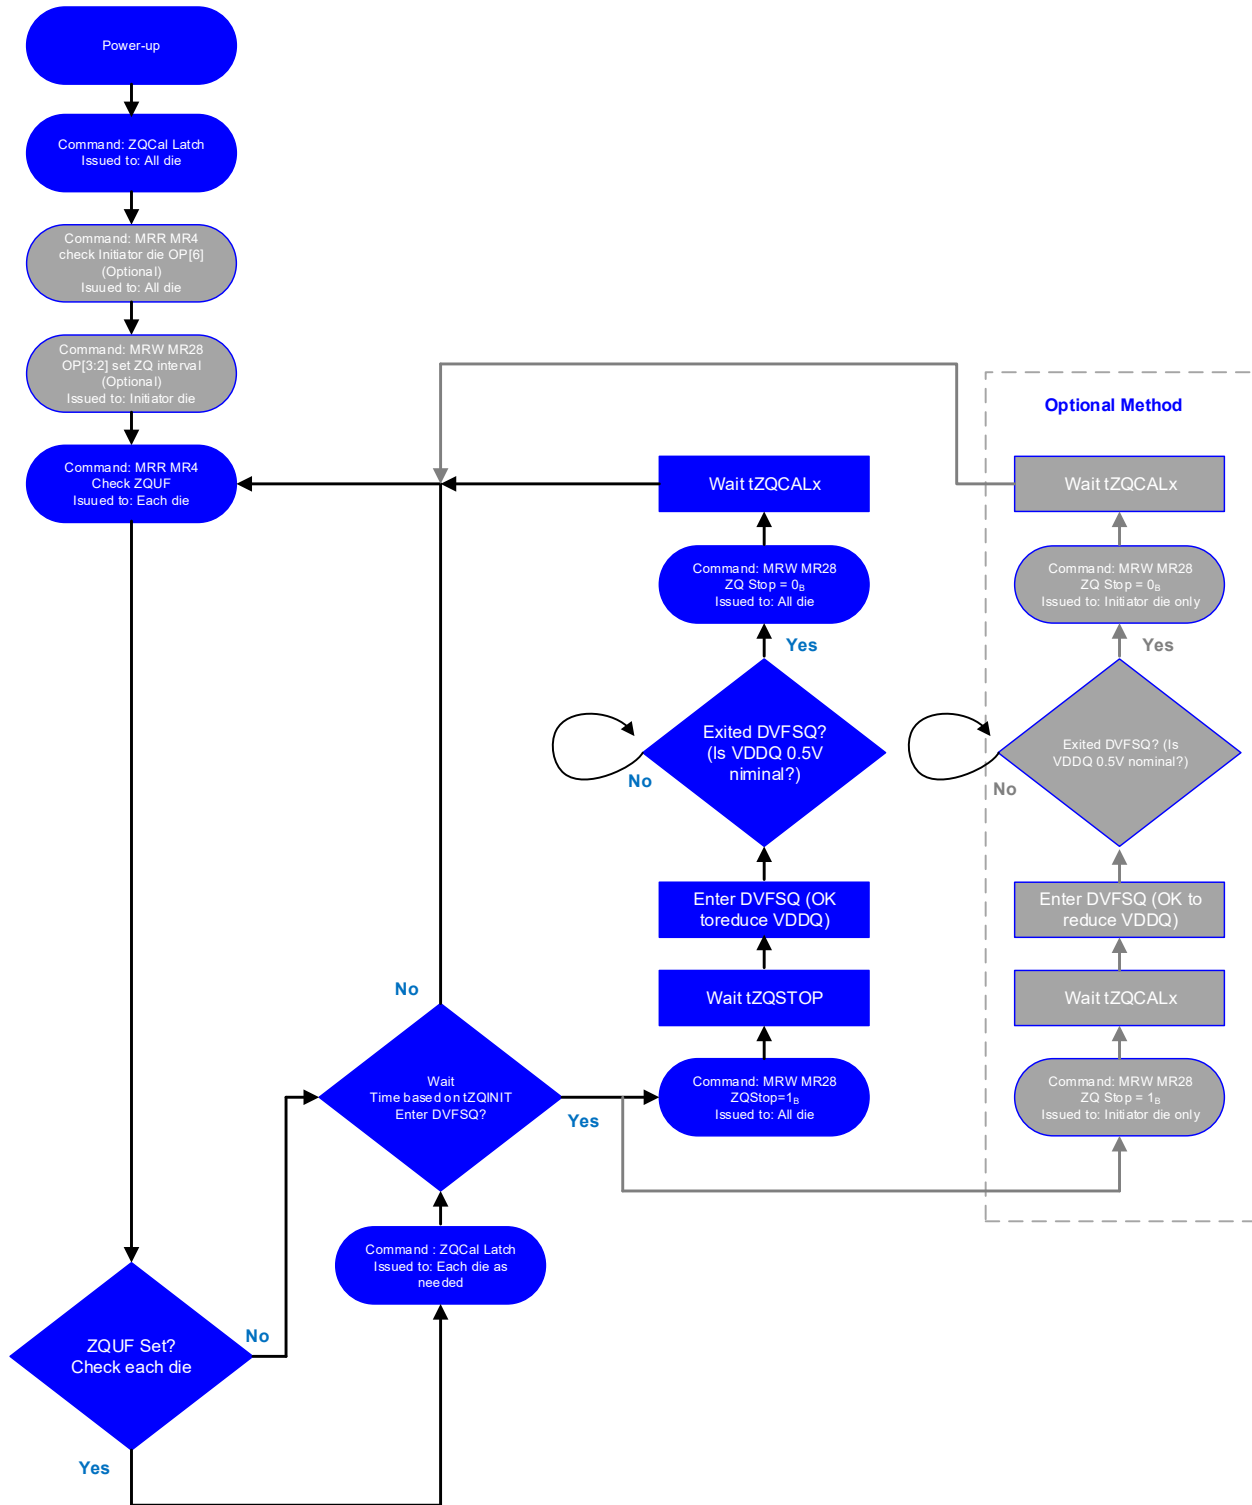 Power-up
Command: ZQCal Latch
Issued to: All die
Command: MRR MR4
check Initiator die OP[6]
(Optional)
Isuued to: All die
Command: MRW MR28
OP[3:2] set ZQ interval
(Optional)
Issued to: Initiator die
Command: MRR MR4
Check ZQUF
Isuued to: Each die
ZQUF Set?
Check each die
No
Yes
Command : ZQCal Latch
Issued to: Each die as
needed
Wait
Time based on tZQINIT
Enter DVFSQ?
No
Yes
Wait tZQCALx
Command: MRW MR28
ZQ Stop = 0B
Issued to: All die
Yes
Exited DVFSQ?
(Is VDDQ 0.5V
niminal?)
No
Enter DVFSQ (OK
toreduce VDDQ)
Wait tZQSTOP
Command: MRW MR28
ZQStop=1B
Issued to: All die
Optional Method
Wait tZQCALx
Command: MRW MR28
ZQ Stop = 0B
Issued to: Initiator die only
Yes
Exited DVFSQ? (Is
VDDQ 0.5V nominal?)
No
Enter DVFSQ (OK to
reduce VDDQ)
Wait tZQCALx
Command: MRW MR28
ZQ Stop = 1B
Issued to: Initiator die only